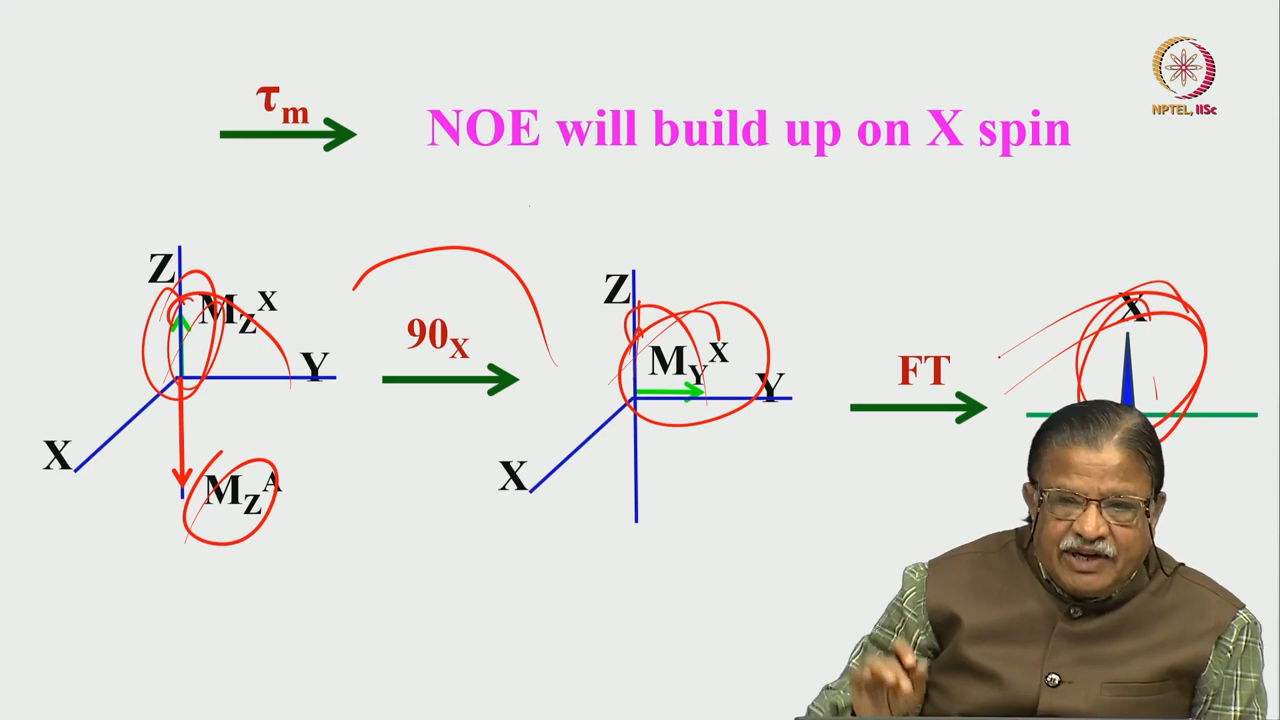 τm
NOE will build up on X spin
NPTEL, IISc
Z
MZX
Y
X
MZA
90X
Z
MYX
Y
X
FT
X